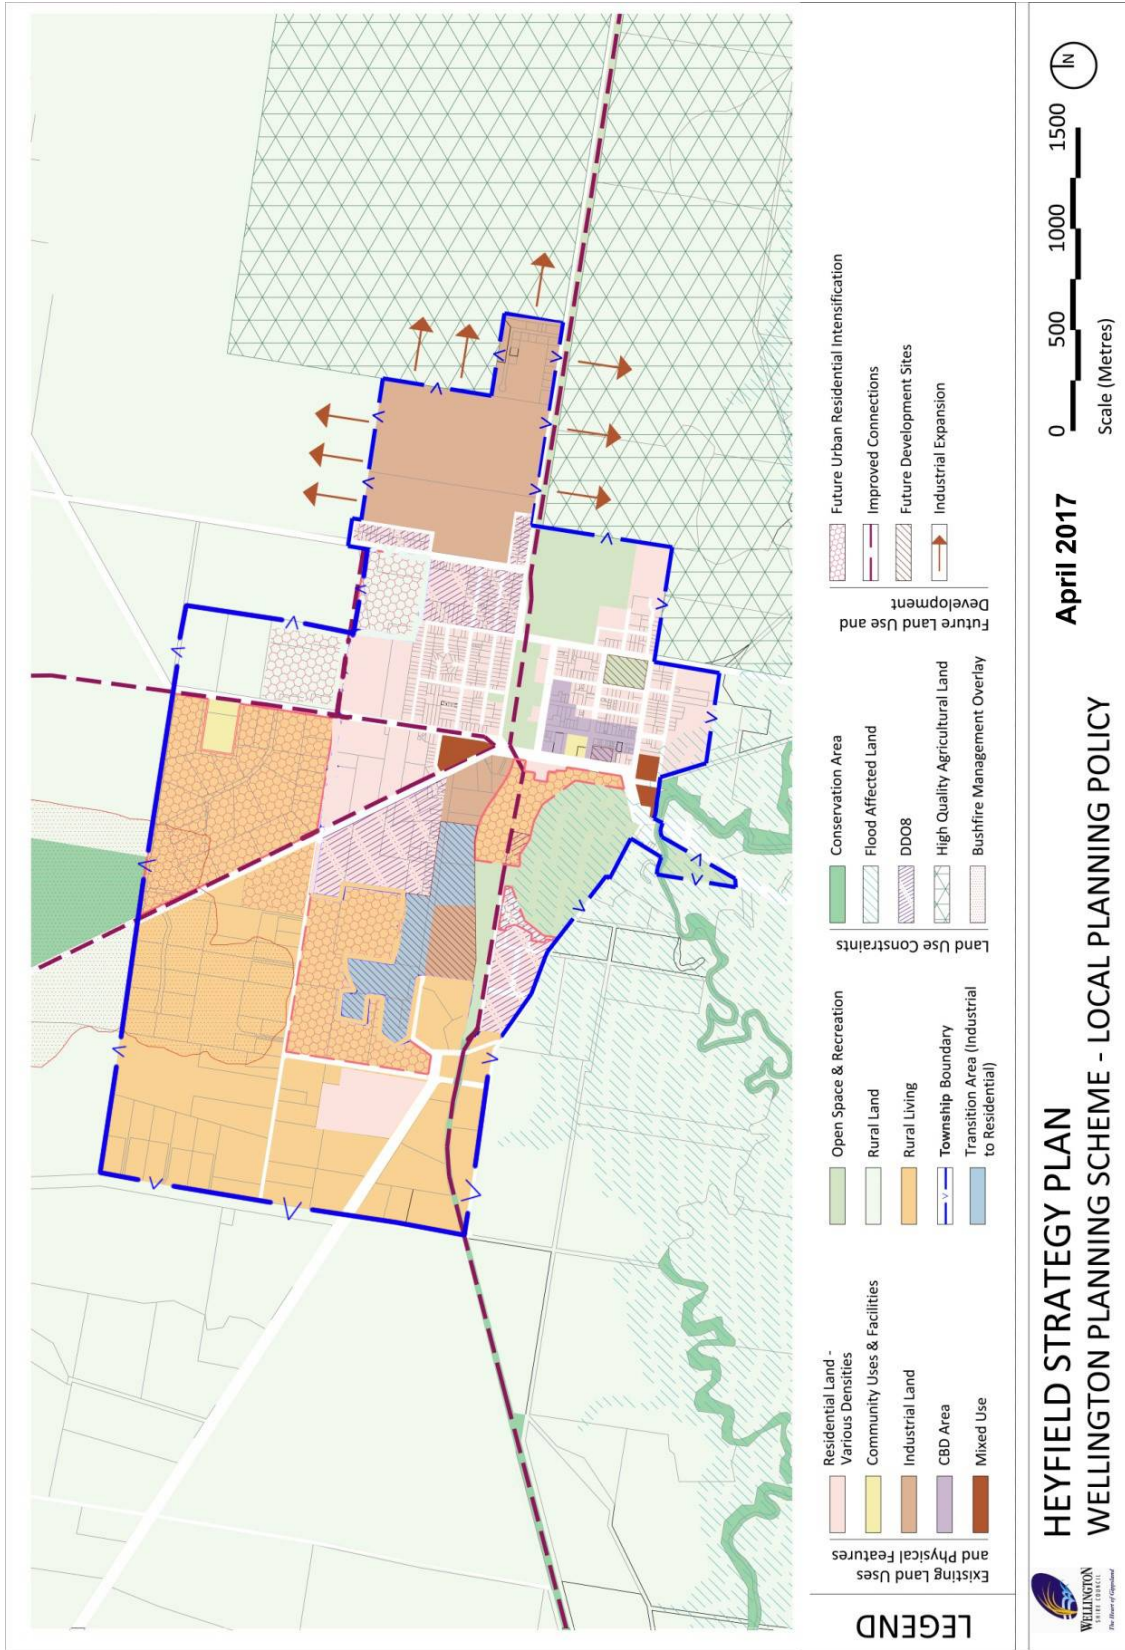 LEGEND
Existing Land Uses
and Physical Features
Residential Land -
Various Densities
Community Uses & Facilities
Industrial Land
CBD Area
Mixed Use
Open Space & Recreation
Rural Land
Rural Living
Township Boundary
Transition Area (Industrial
to Residential)
Land Use Constraints
Conservation Area
Flood Affected Land
DDO8
High Quality Agricultural Land
Bushfire Management Overlay
Future Land Use and
Development
Future Urban Residential Intensification
Improved Connections
Future Development Sites
Industrial Expansion
WELLINGTON
SHIRE COUNCIL
The Heart of Gippsland
HEYFIELD STRATEGY PLAN
WELLINGTON PLANNING SCHEME - LOCAL PLANNING POLICY
April 2017
0 500 1000 1500
Scale (Metres)
N